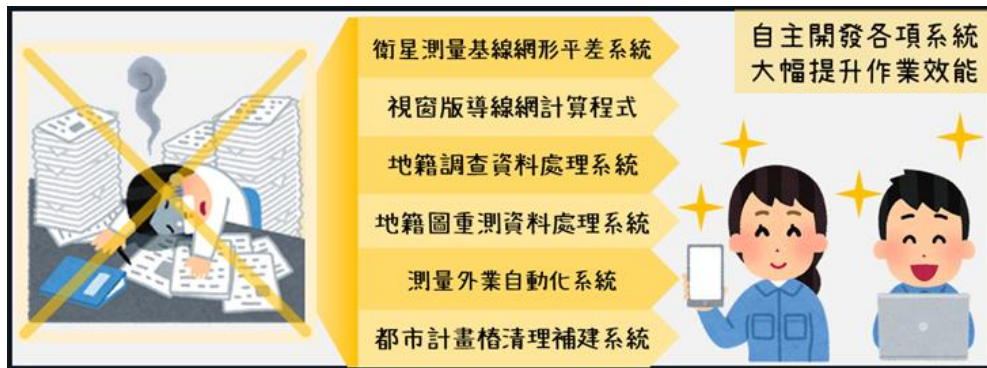 衛星測量基線網形平差系統
視窗版導線網計算程式
地籍調查資料處理系統
地籍圖重測資料處理系統
測量外業自動化系統
都市計畫樁清理補建系統
自主開發各項系統
大幅提升作業效能